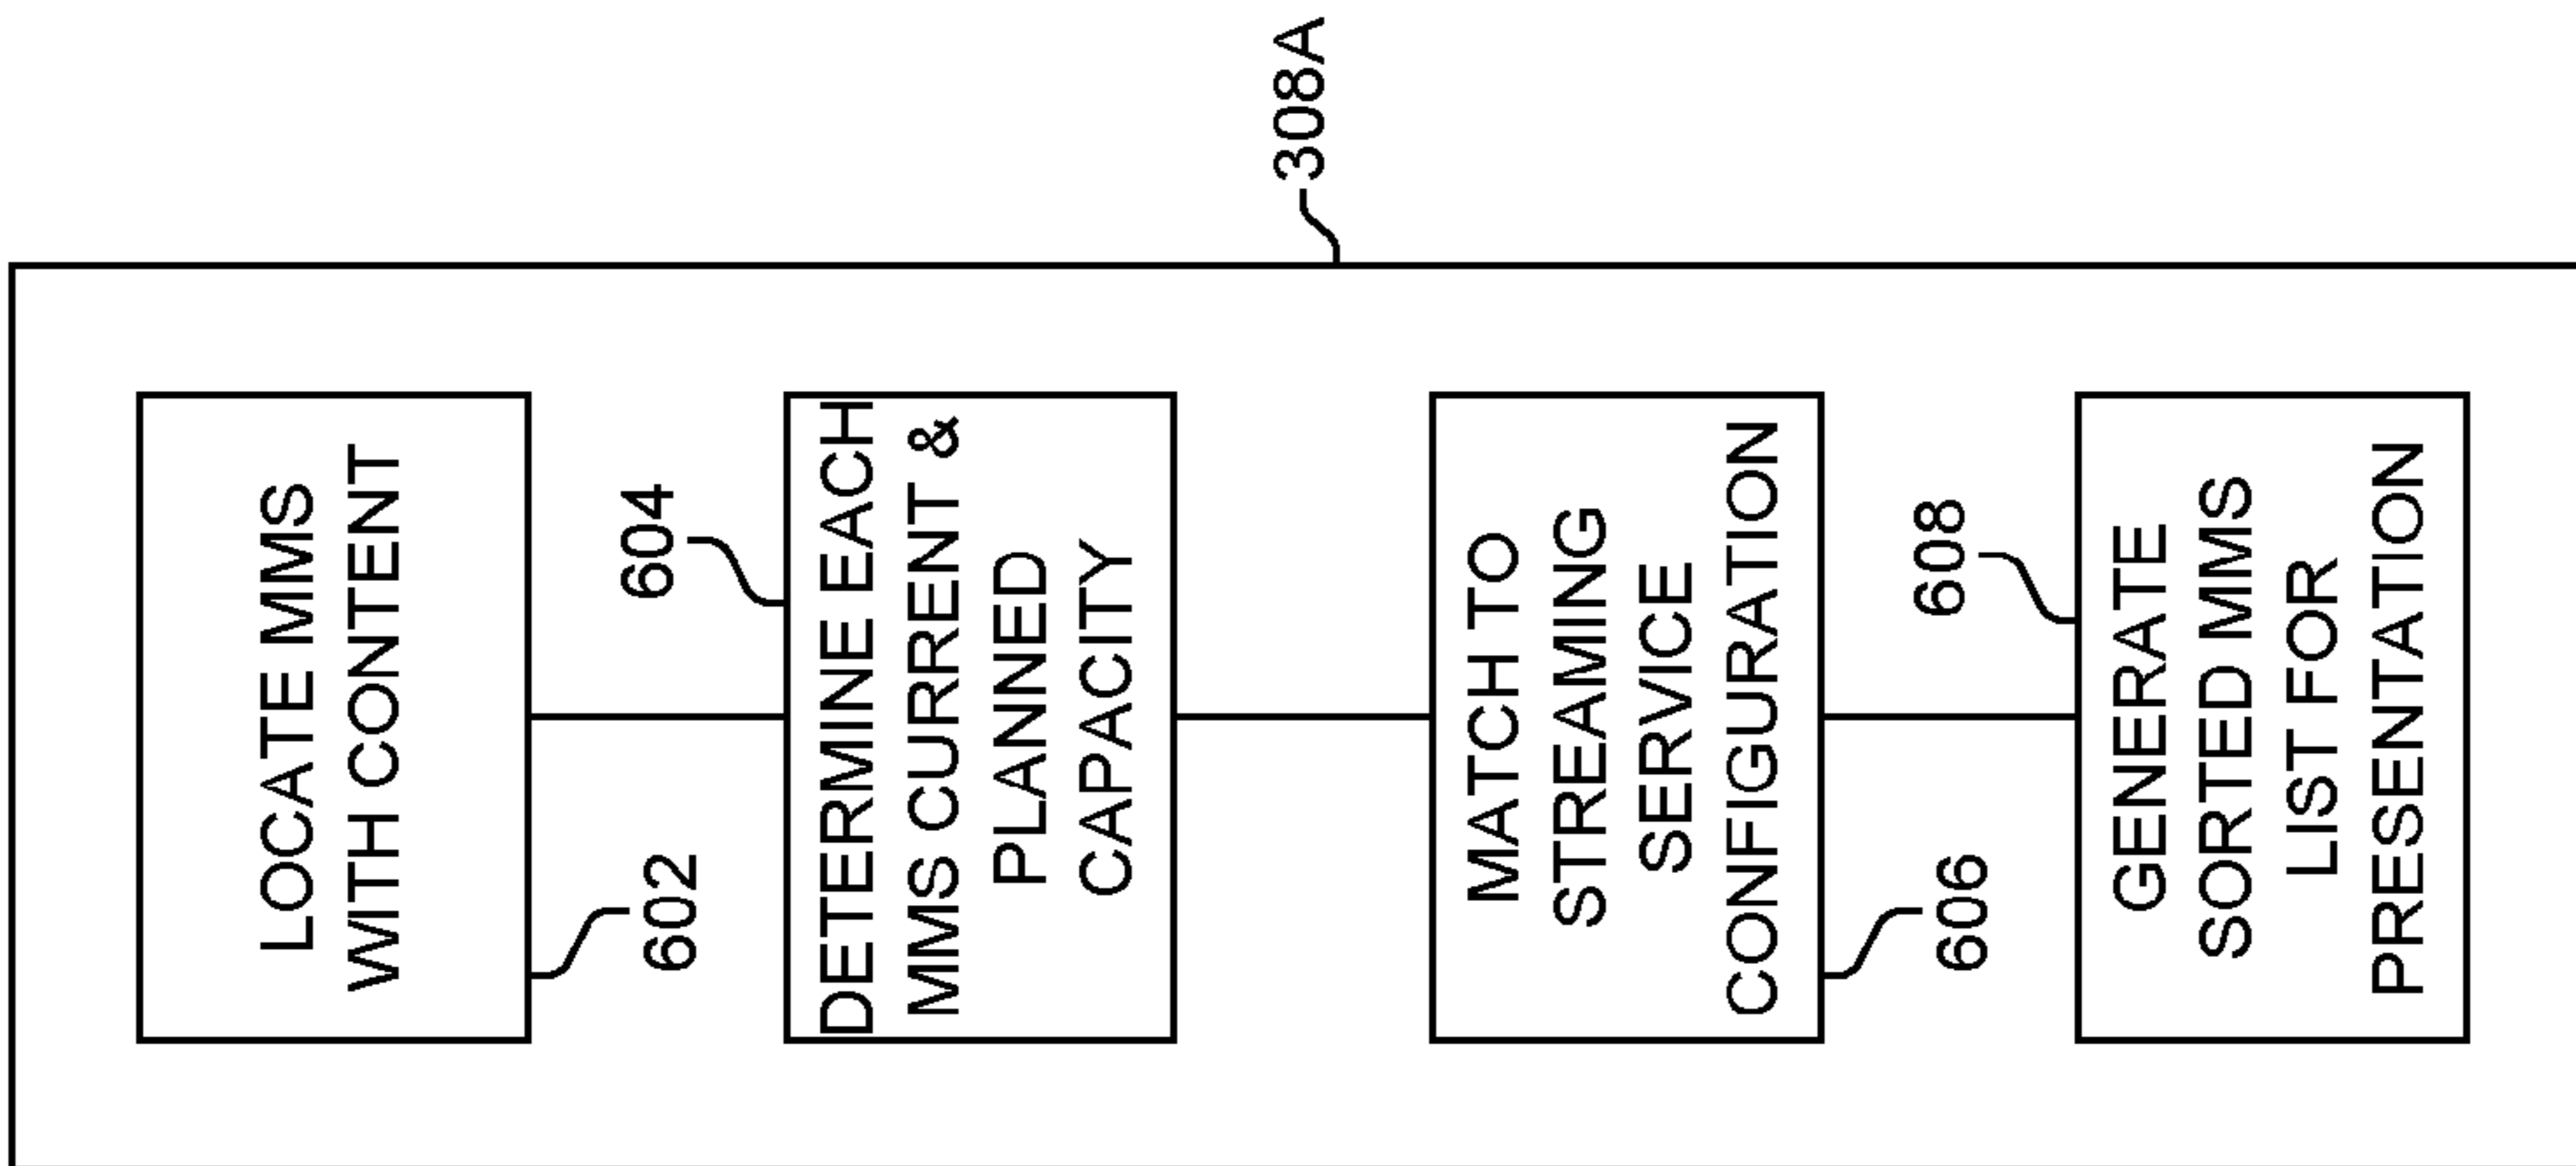 308A
LOCATE MMS
WITH CONTENT
602
604
DETERMINE EACH
MMS CURRENT &
PLANNED
CAPACITY
MATCH TO
STREAMING
SERVICE
CONFIGURATION
606
608
GENERATE
SORTED MMS
LIST FOR
PRESENTATION